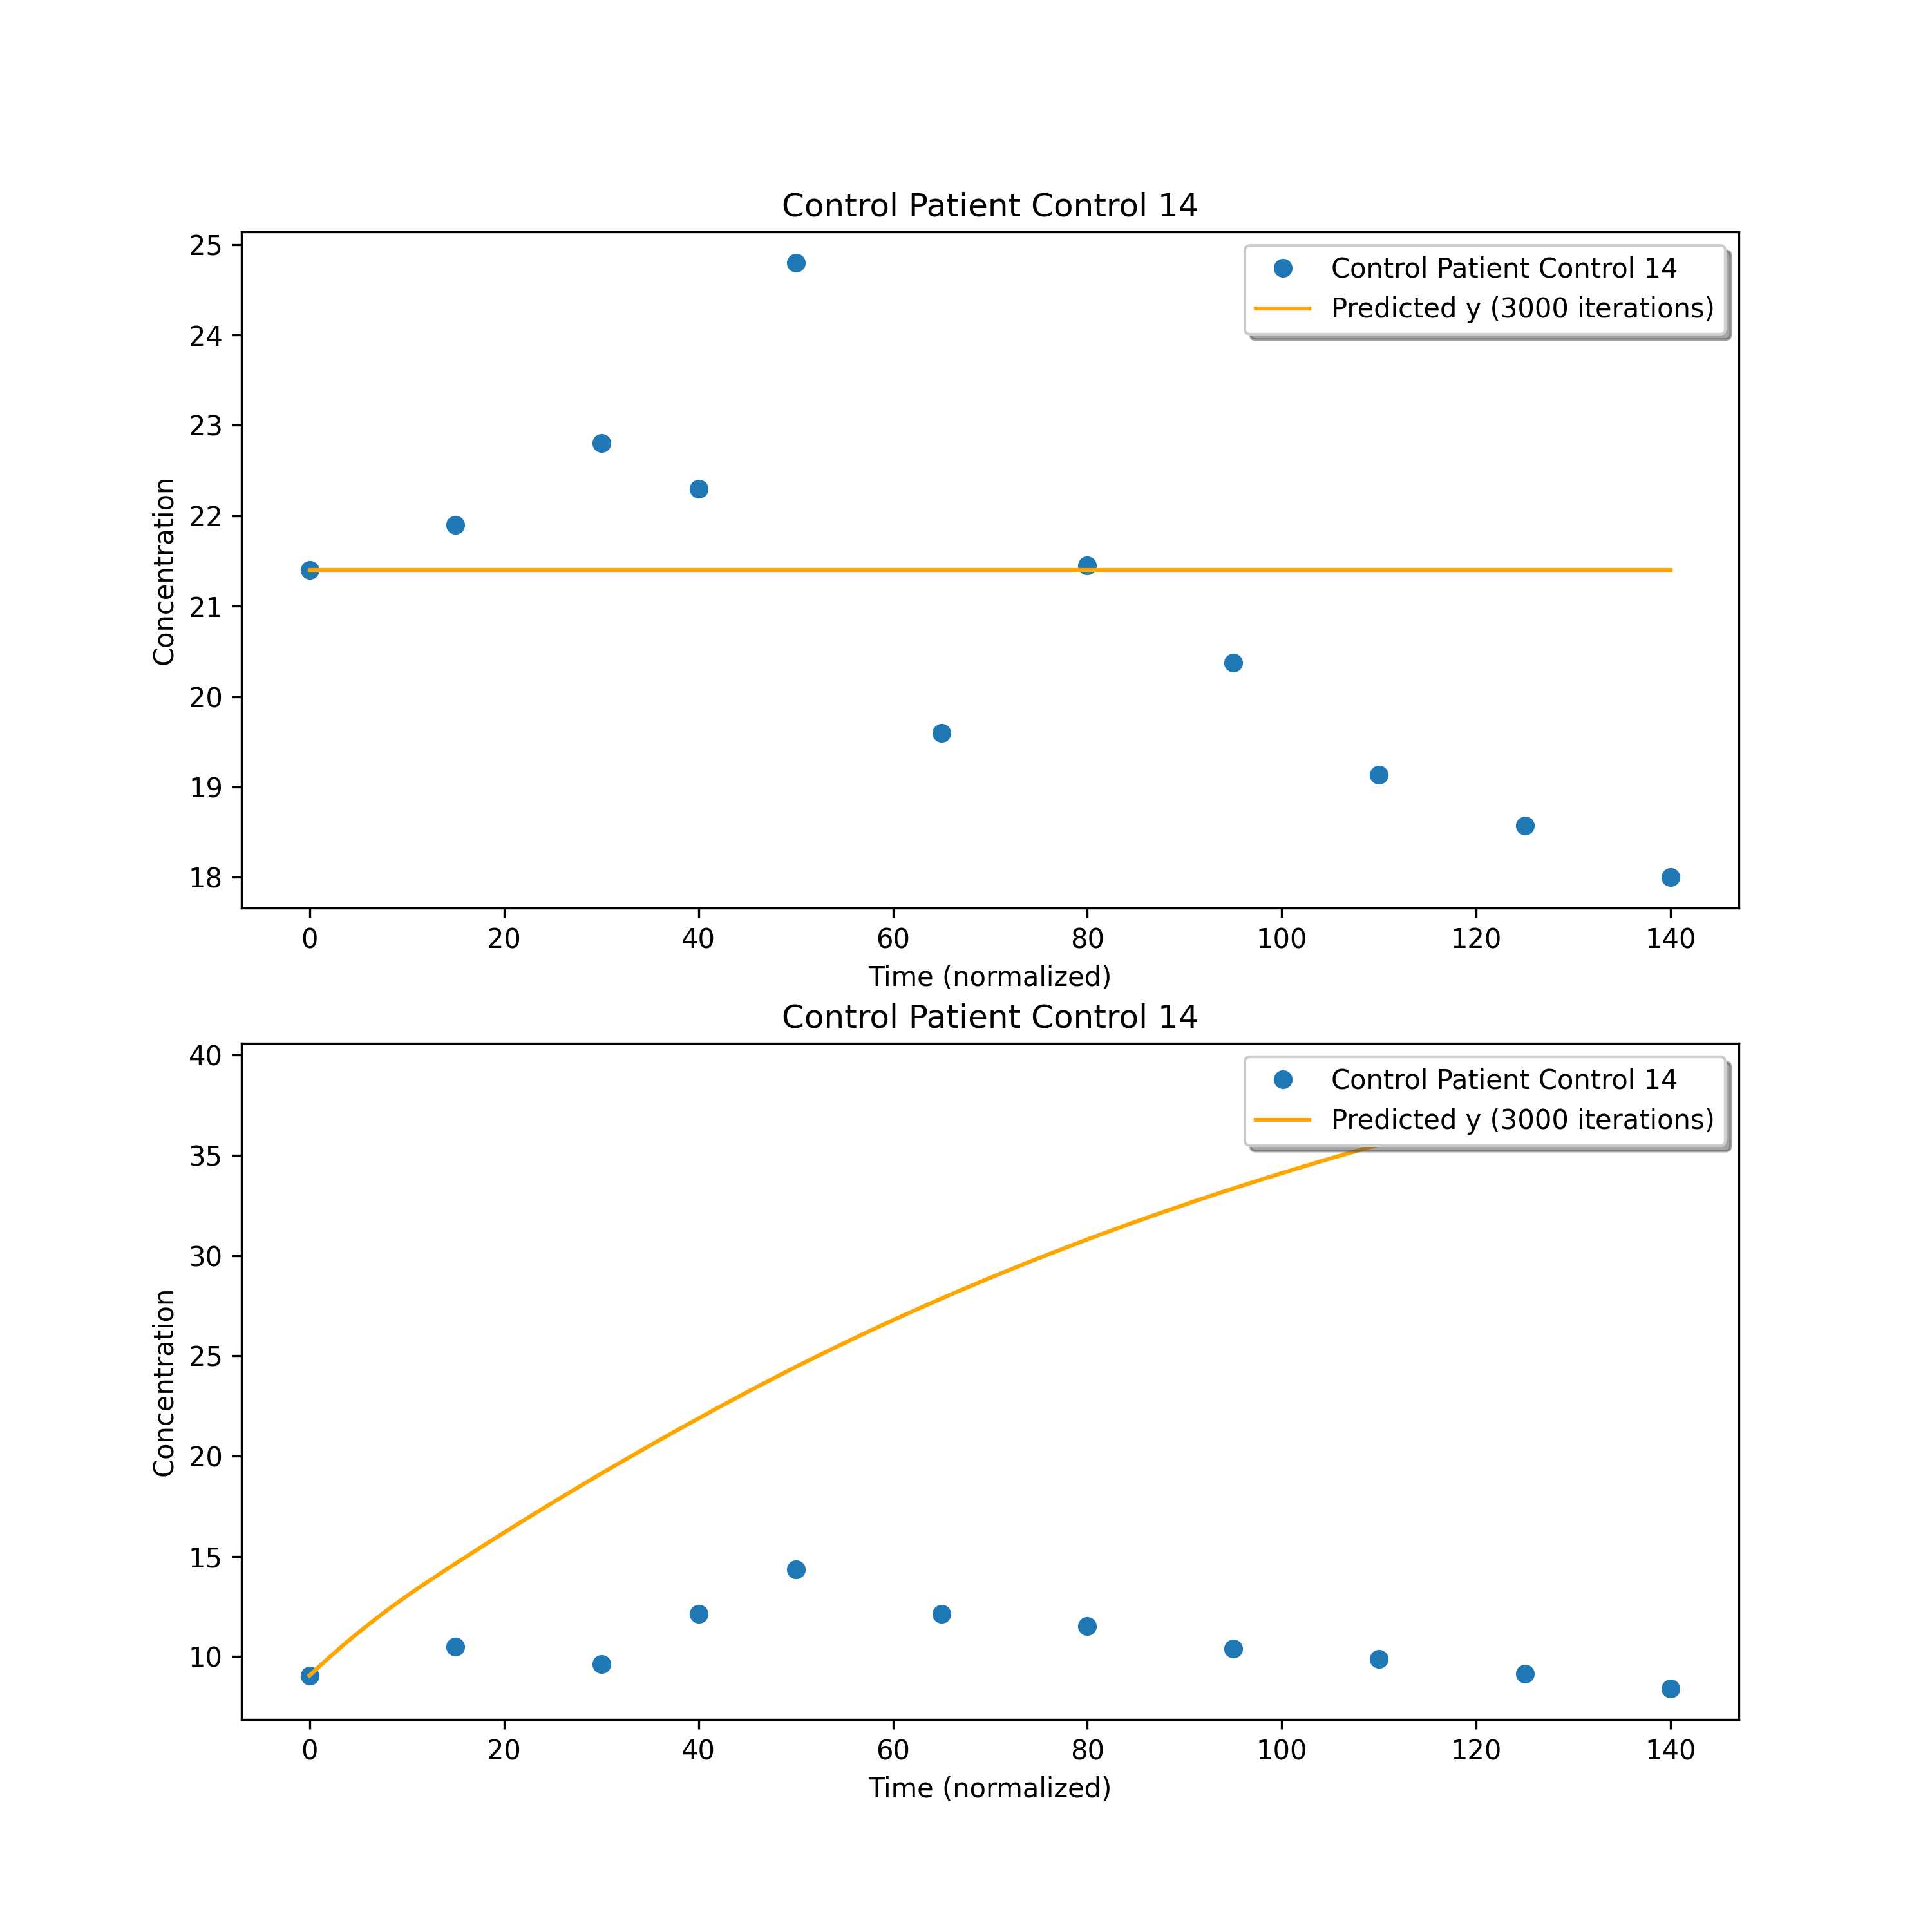 Control Patient Control 14
25
24
23
22
21
20
19
18
Concentration
Control Patient Control 14
Predicted y (3000 iterations)
0 20 40 60 80 100 120 140
Time (normalized)
Control Patient Control 14
40
35
30
25
20
15
10
Concentration
Control Patient Control 14
Predicted y (3000 iterations)
0 20 40 60 80 100 120 140
Time (normalized)